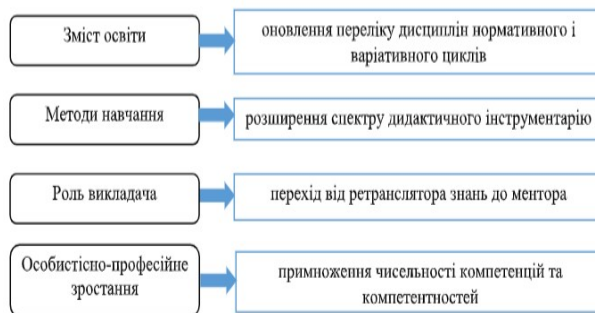 Зміст освіти
оновлення переліку дисциплін нормативного і
варіативного циклів
Методи навчання
розширення спектру дидактичного інструментарію
Роль викладача
перехід від ретранслятора знань до ментора
Особистісно-професійне
зростання
примноження чисельності компетенцій та
компетентностей